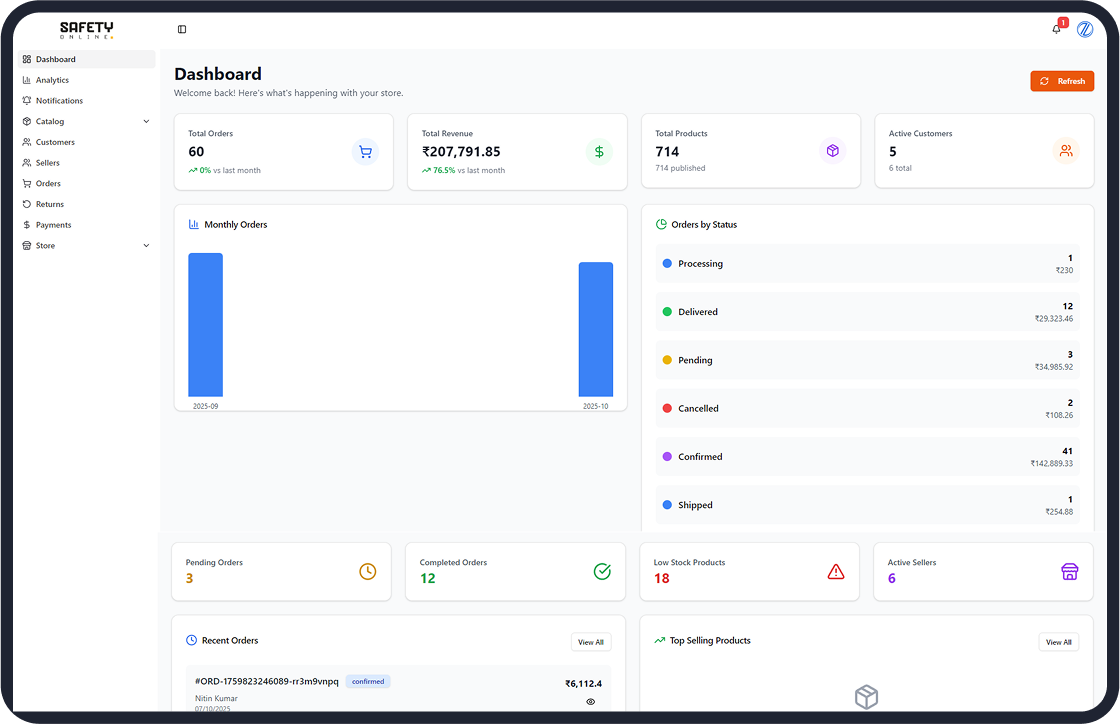 SAFETY
ONLINE.
1
Dashboard
Analytics
Notifications
Catalog
Customers
Sellers
Orders
Returns
Payments
Store
Dashboard
Welcome back! Here's what's happening with your store.
Refresh
Total Orders
60
0% vs last month
Total Revenue
₹207,791.85
76.5% vs last month
Total Products
714
714 published
Active Customers
5
6 total
Monthly Orders
2025-09
2025-10
Orders by Status
Processing
1
₹230
Delivered
12
₹29,323.46
Pending
3
₹34,985.92
Cancelled
2
₹108.26
Confirmed
41
₹142,889.33
Shipped
1
₹254.88
Pending Orders
3
Completed Orders
12
Low Stock Products
18
Active Sellers
6
Recent Orders
View All
#ORD-1759823246089-rr3m9vnpq confirmed
₹6,112.4
Nitin Kumar
07/10/2025
Top Selling Products
View All